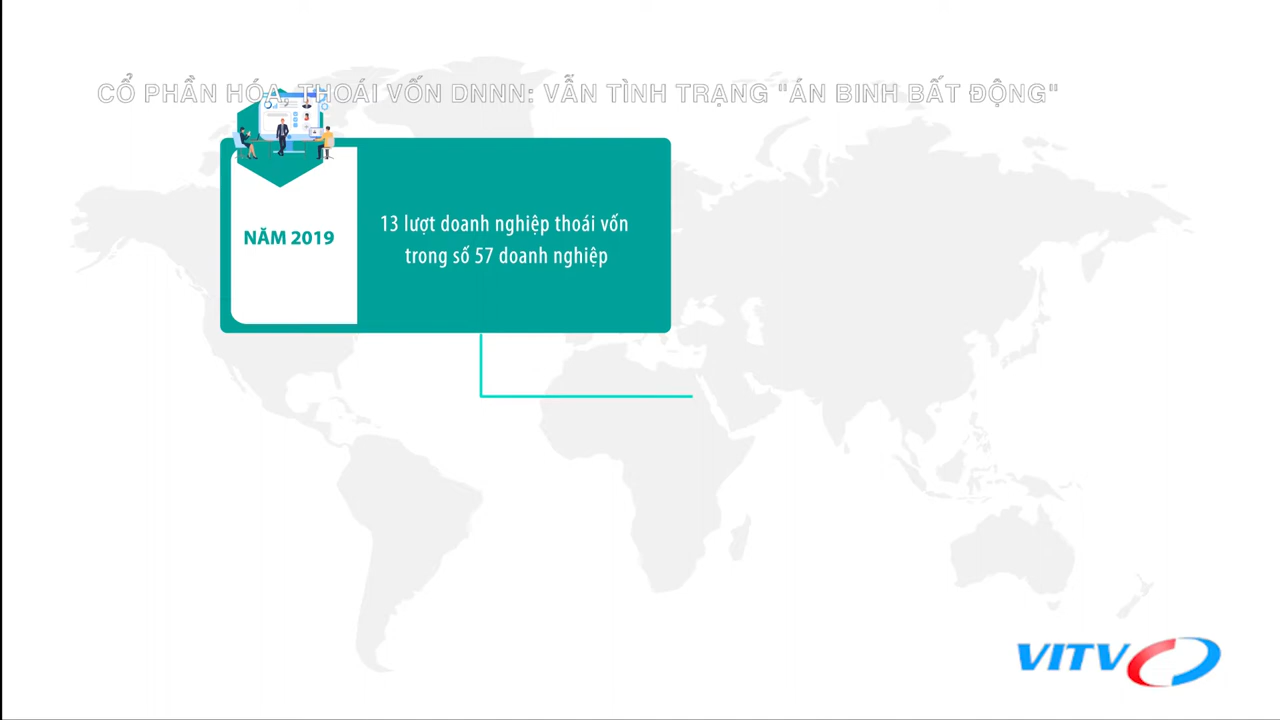 CỔ PHẦN HÓA, THOÁI VỐN DNNN: VẪN TÌNH TRẠNG "ÁN BINH BẤT ĐỘNG"
NĂM 2019
13 lượt doanh nghiệp thoái vốn
trong số 57 doanh nghiệp
VITV